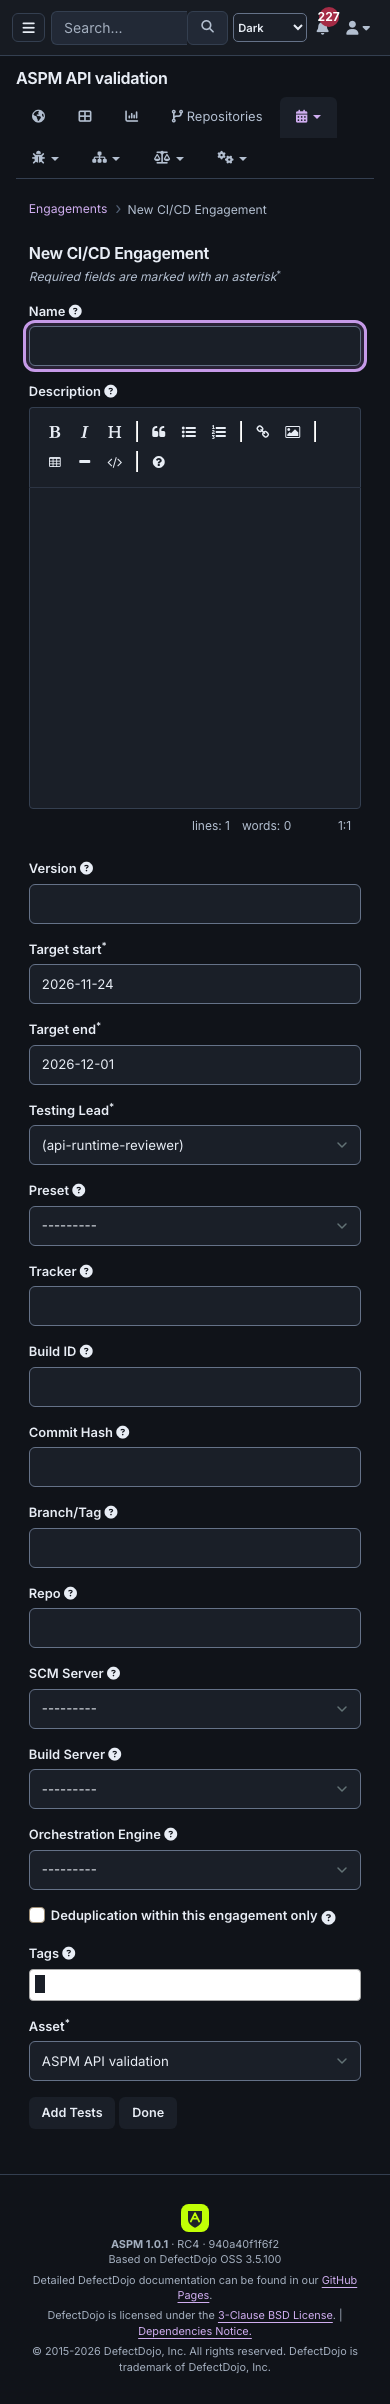 Search...
Dark
227
ASPM API validation
Repositories
Engagements > New CI/CD Engagement
New CI/CD Engagement
Required fields are marked with an asterisk*
Name
Description
B I H
lines: 1 words: 0 1:1
Version
Target start*
2026-11-24
Target end*
2026-12-01
Testing Lead*
(api-runtime-reviewer)
Preset
---------
Tracker
Build ID
Commit Hash
Branch/Tag
Repo
SCM Server
---------
Build Server
---------
Orchestration Engine
---------
Deduplication within this engagement only
Tags
Asset*
ASPM API validation
Add Tests Done
ASPM 1.0.1 · RC4 · 940a40f1f6f2
Based on DefectDojo OSS 3.5.100
Detailed DefectDojo documentation can be found in our GitHub
Pages.
DefectDojo is licensed under the 3-Clause BSD License. |
Dependencies Notice.
© 2015-2026 DefectDojo, Inc. All rights reserved. DefectDojo is
trademark of DefectDojo, Inc.